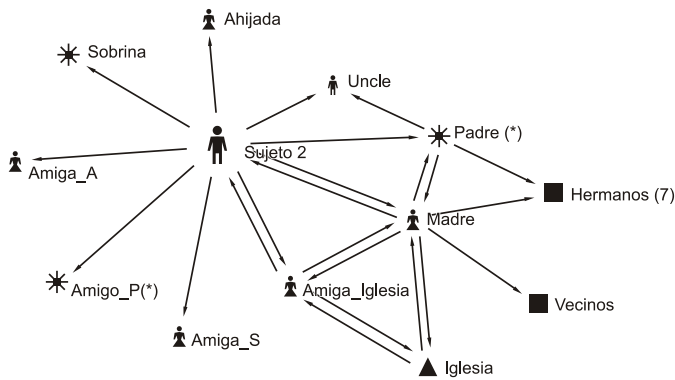 Ahijada
Sobrina
Uncle
Padre (*)
Sujeto 2
Amiga_A
Hermanos (7)
Madre
Amigo_P(*)
Amiga_Iglesia
Vecinos
Amiga_S
Iglesia